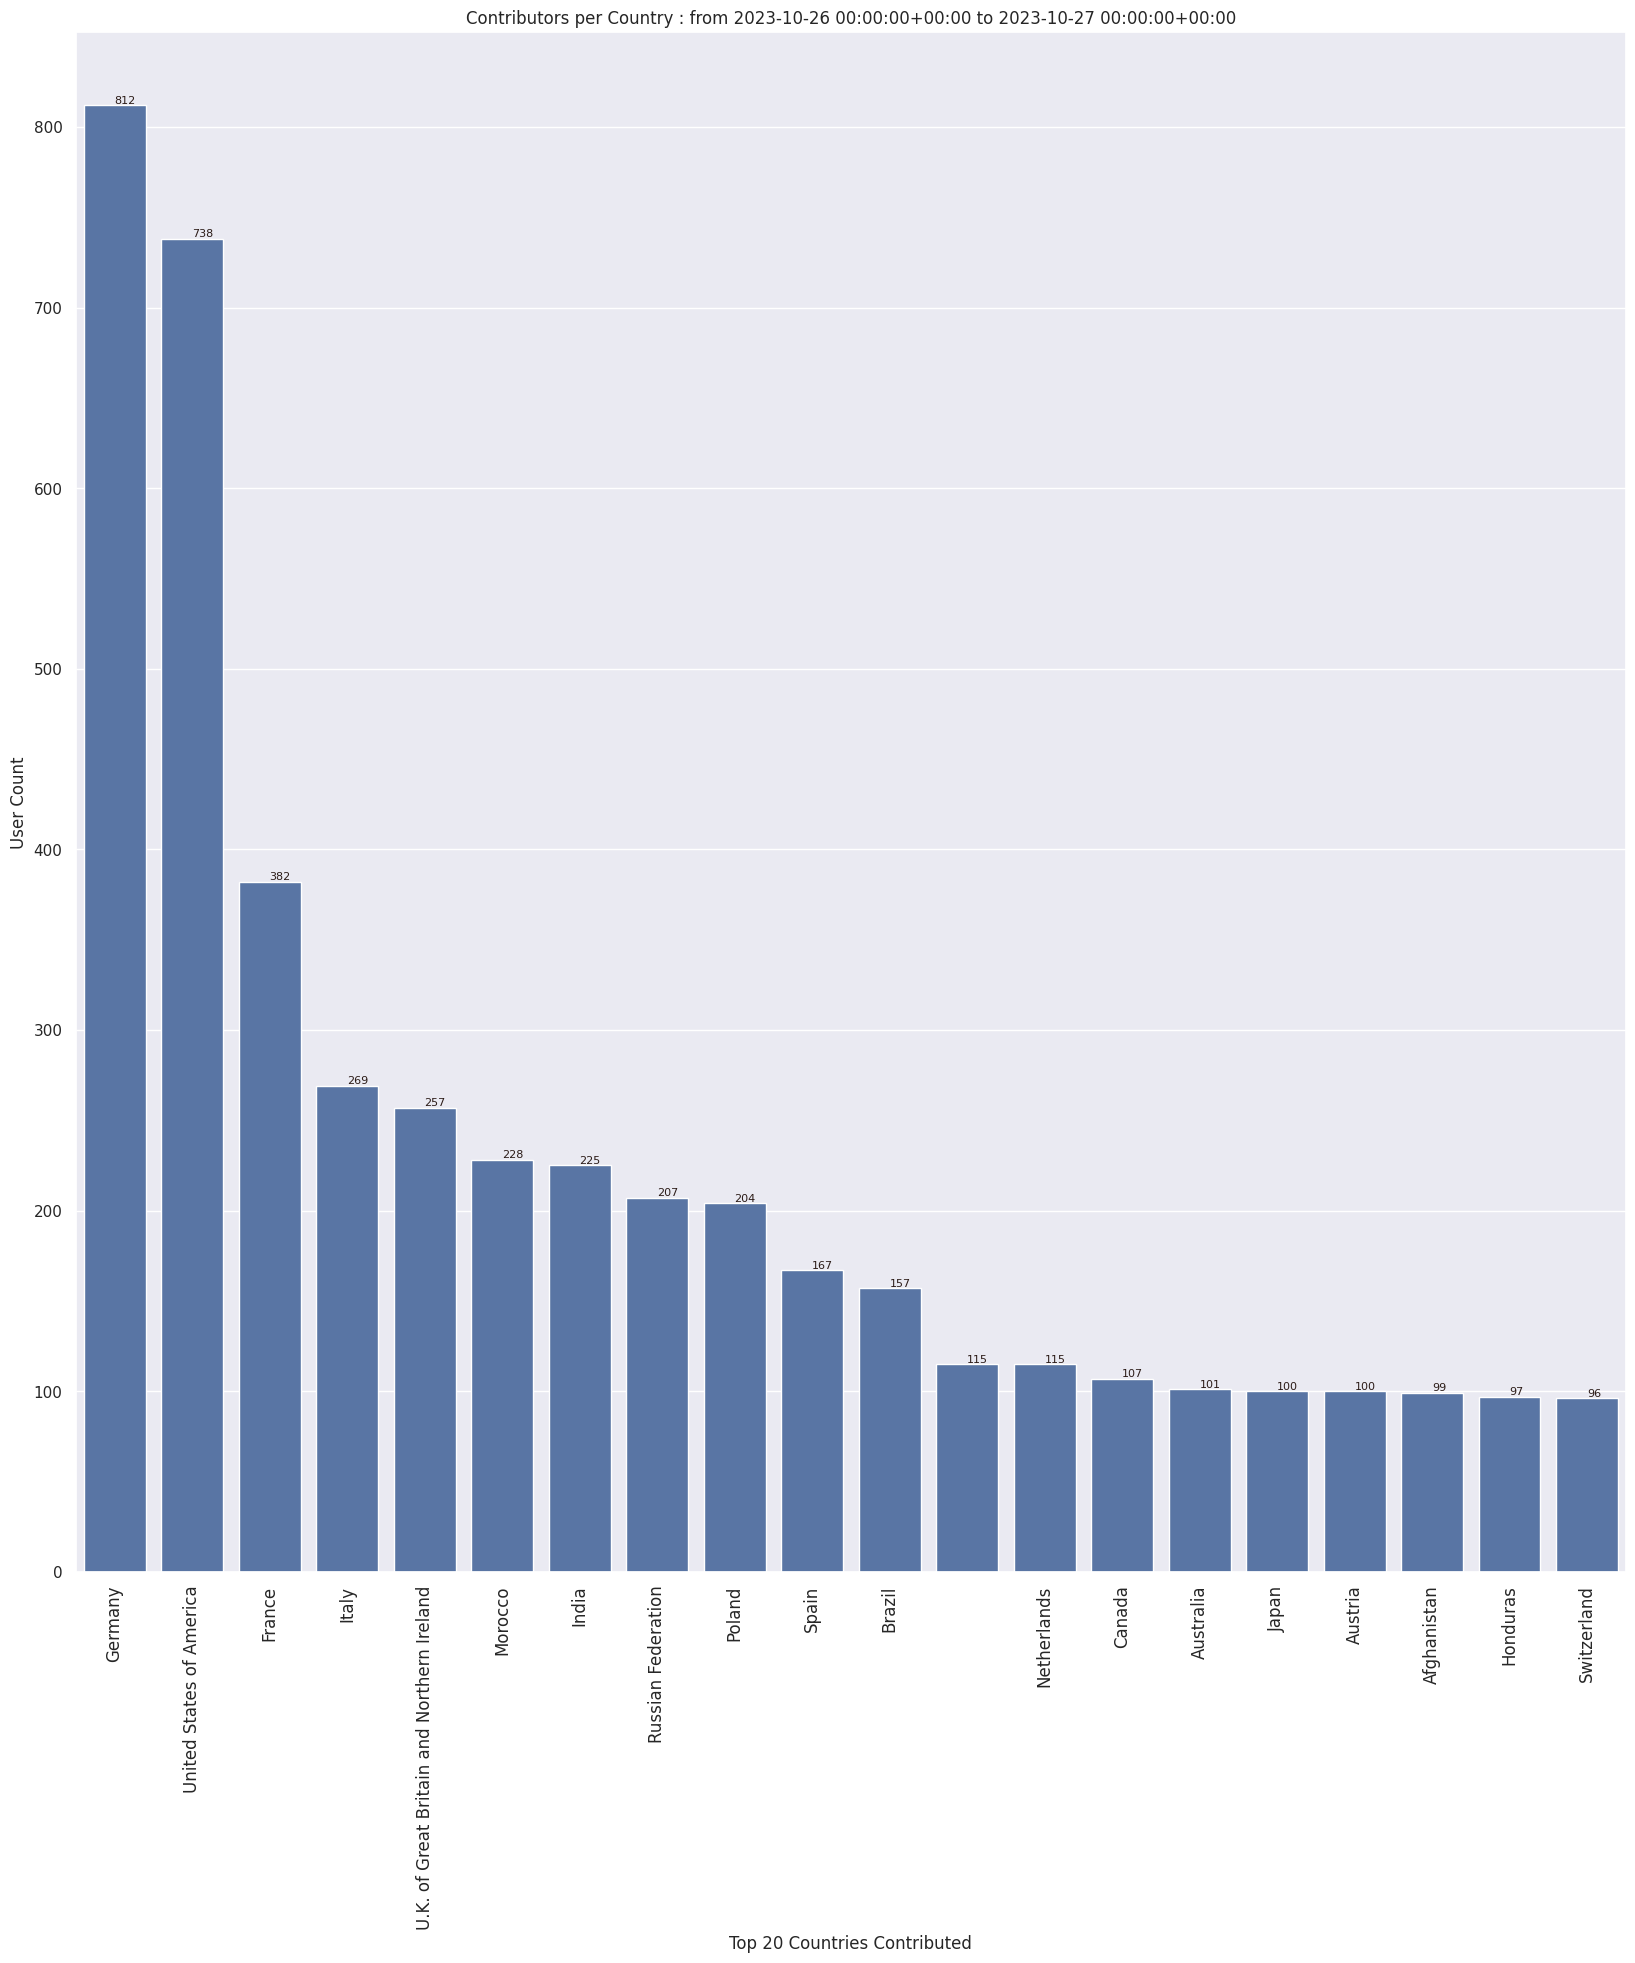 Contributors per Country : from 2023-10-26 00:00:00+00:00 to 2023-10-27 00:00:00+00:00
User Count
800
700
600
500
400
300
200
100
0
812
738
382
269
257
228
225
207
204
167
157
115
115
107
101
100
100
99
97
96
Germany
United States of America
France
Italy
U.K. of Great Britain and Northern Ireland
Morocco
India
Russian Federation
Poland
Spain
Brazil
Netherlands
Canada
Australia
Japan
Austria
Afghanistan
Honduras
Switzerland
Top 20 Countries Contributed